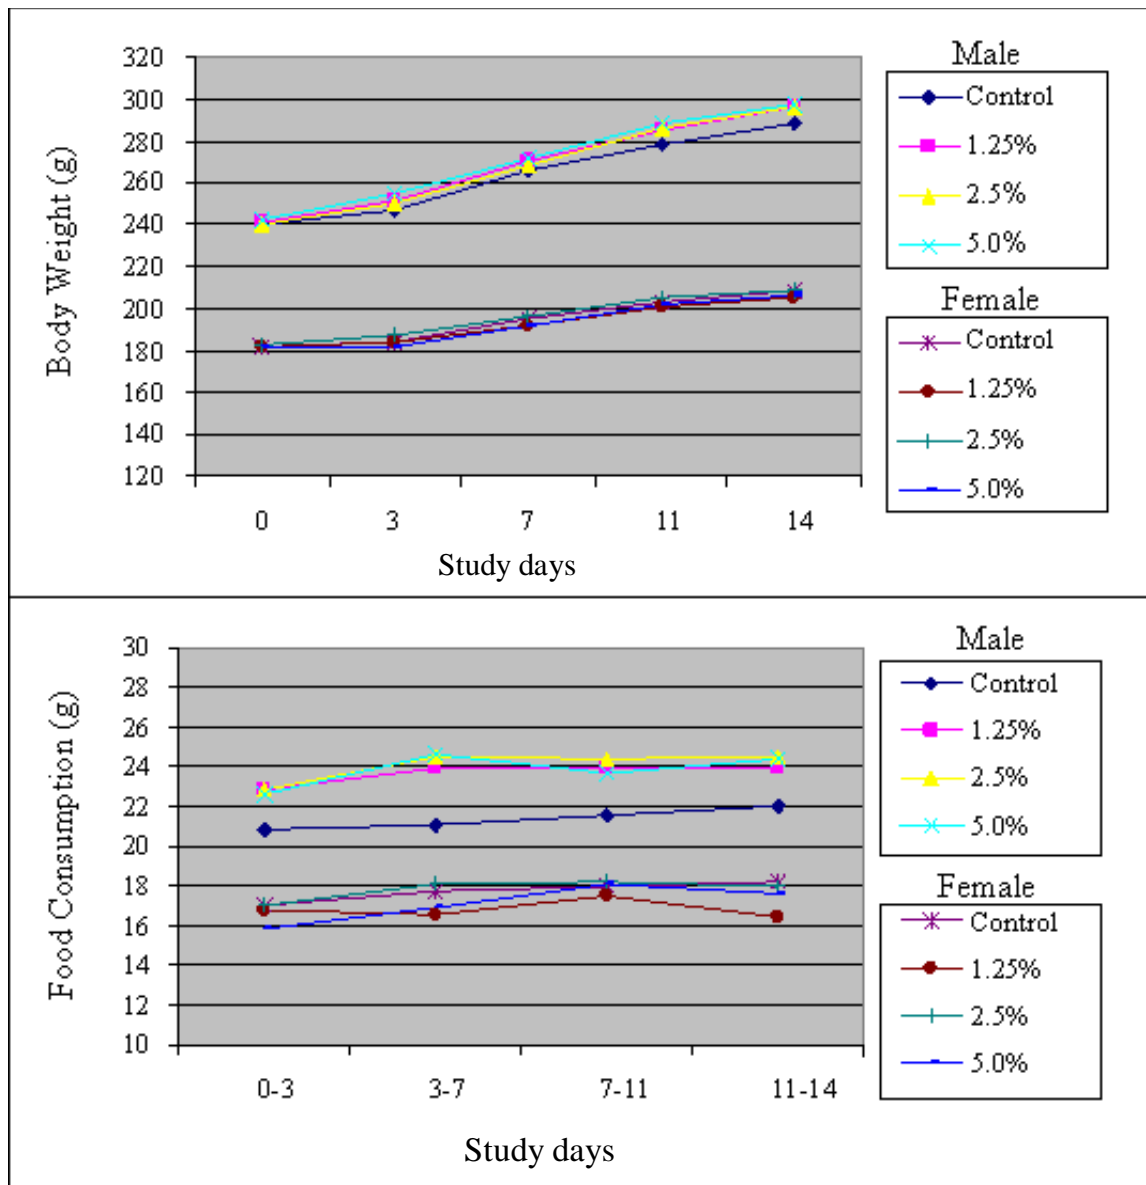 Body Weight (g)
320
300
280
260
240
220
200
180
160
140
120
0 3 7 11 14
Study days
Male
Control
1.25%
2.5%
5.0%
Female
Control
1.25%
2.5%
5.0%
Food Consumption (g)
30
28
26
24
22
20
18
16
14
12
10
0-3 3-7 7-11 11-14
Study days
Male
Control
1.25%
2.5%
5.0%
Female
Control
1.25%
2.5%
5.0%